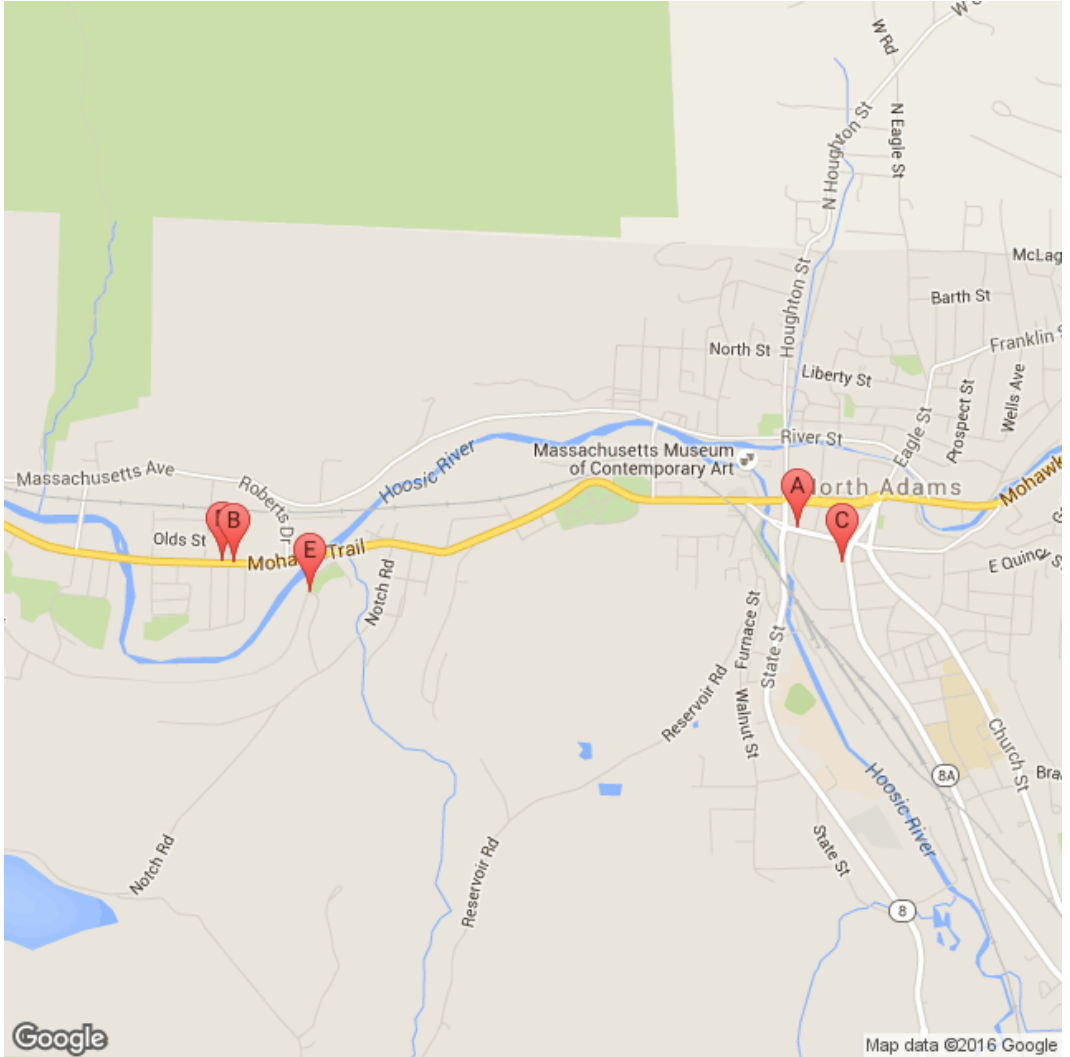 W Rd
N Eagle St
N Houghton St
McLag
Barth St
Houghton St
Franklin S
North St
Liberty St
Wells Ave
Prospect St
Eagle St
River St
Massachusetts Museum
of Contemporary Art
Hoosic River
Massachusetts Ave
Roberts Dr
North Adams
Mohawk
A
B
C
E
Olds St
Mohawk Trail
Notch Rd
E Quincy
Furnace St
State St
Reservoir Rd
Walnut St
Church St
8A
Bra
Hoosic River
State St
Notch Rd
Reservoir Rd
8
Google
Map data ©2016 Google